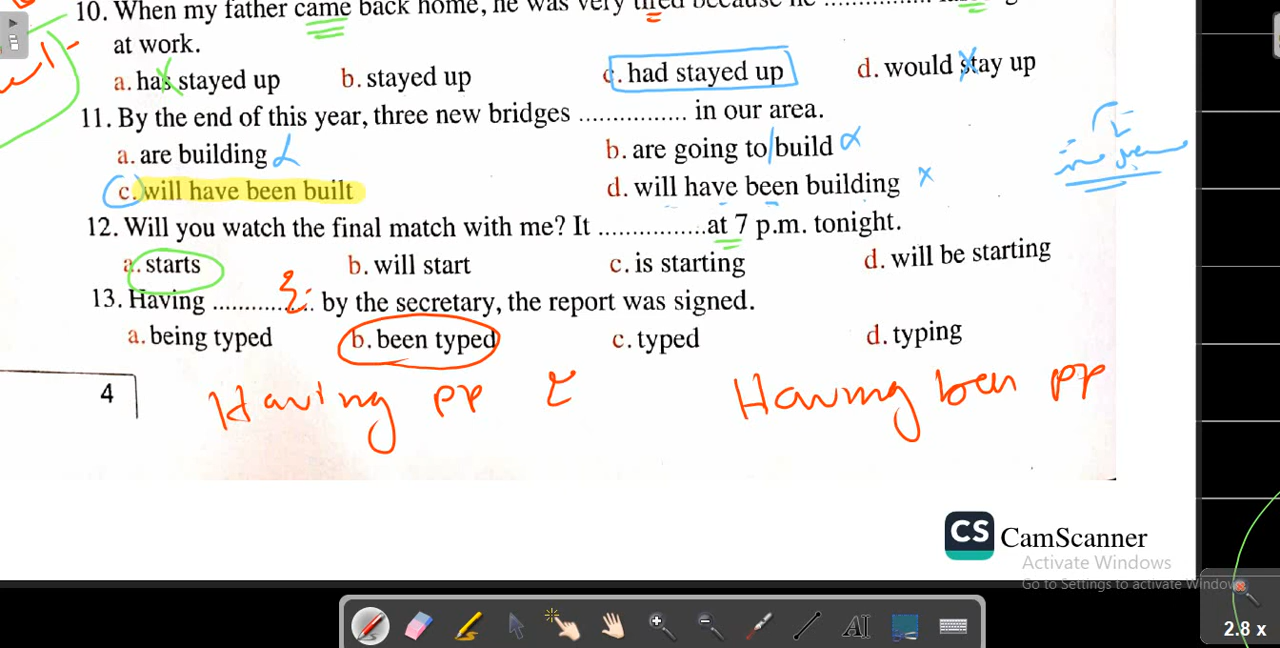 10. When my father came back home, he was very tired because he ................
at work.
a. has stayed up b. stayed up c. had stayed up d. would stay up
11. By the end of this year, three new bridges ................ in our area.
a. are building b. are going to build
c. will have been built d. will have been building
12. Will you watch the final match with me? It ................ at 7 p.m. tonight.
a. starts b. will start c. is starting d. will be starting
13. Having ................ by the secretary, the report was signed.
a. being typed b. been typed c. typed d. typing
4
Having pp Having been pp
CS CamScanner
Activate Windows
Go to Settings to activate Windows
AI
2.8 x